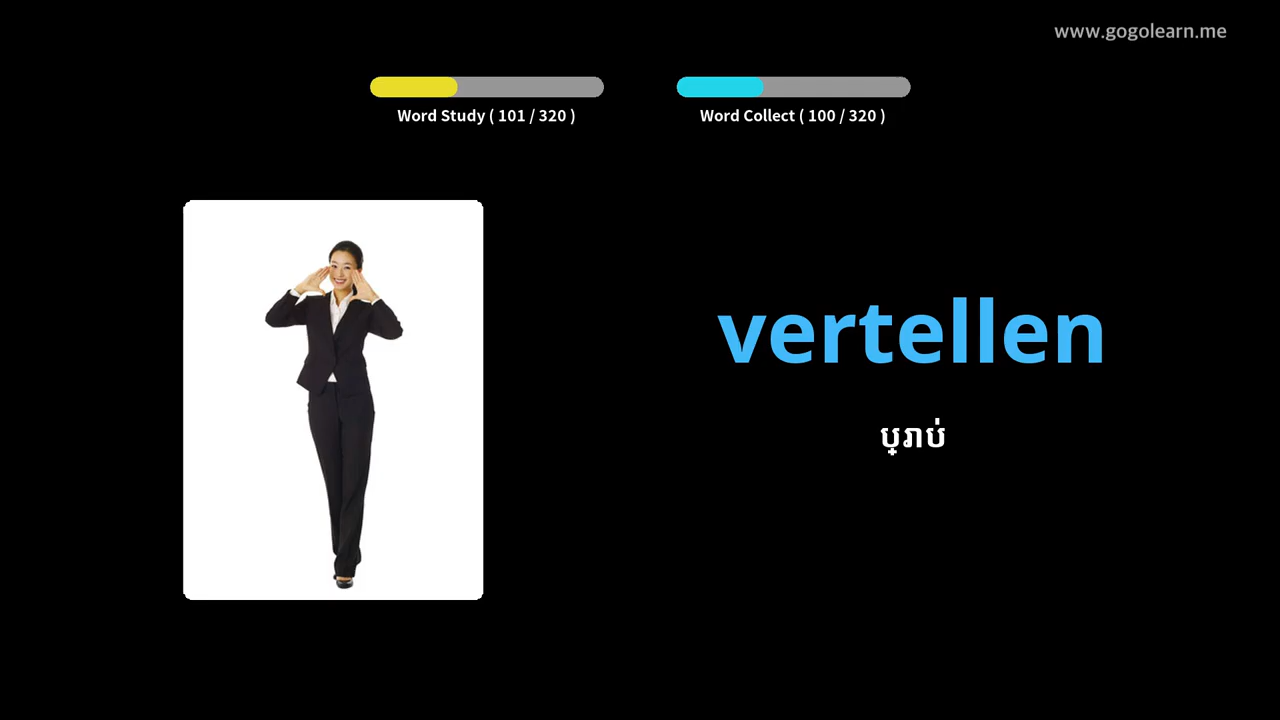 www.gogolearn.me
Word Study ( 101 / 320 )
Word Collect ( 100 / 320 )
vertellen
ប្រាប់